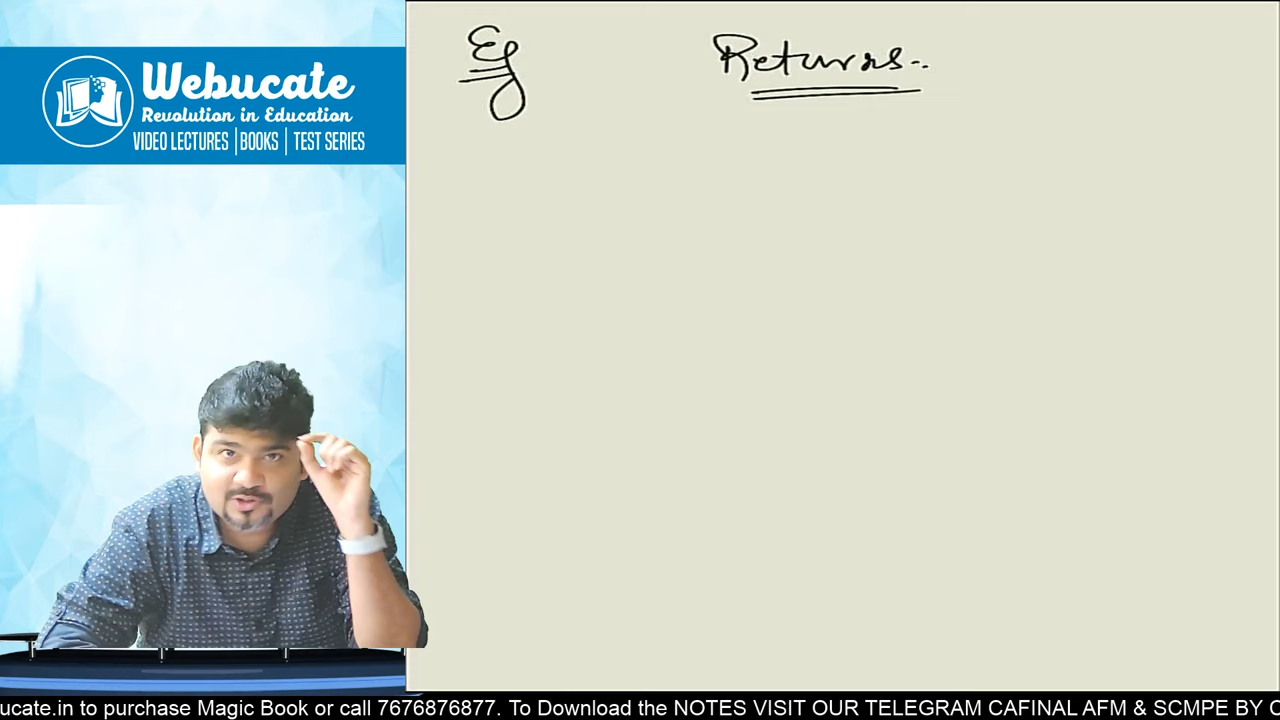 Webucate
Revolution in Education
VIDEO LECTURES | BOOKS | TEST SERIES
Eg
Returns..
ucate.in to purchase Magic Book or call 7676876877. To Download the NOTES VISIT OUR TELEGRAM CAFINAL AFM & SCMPE BY C